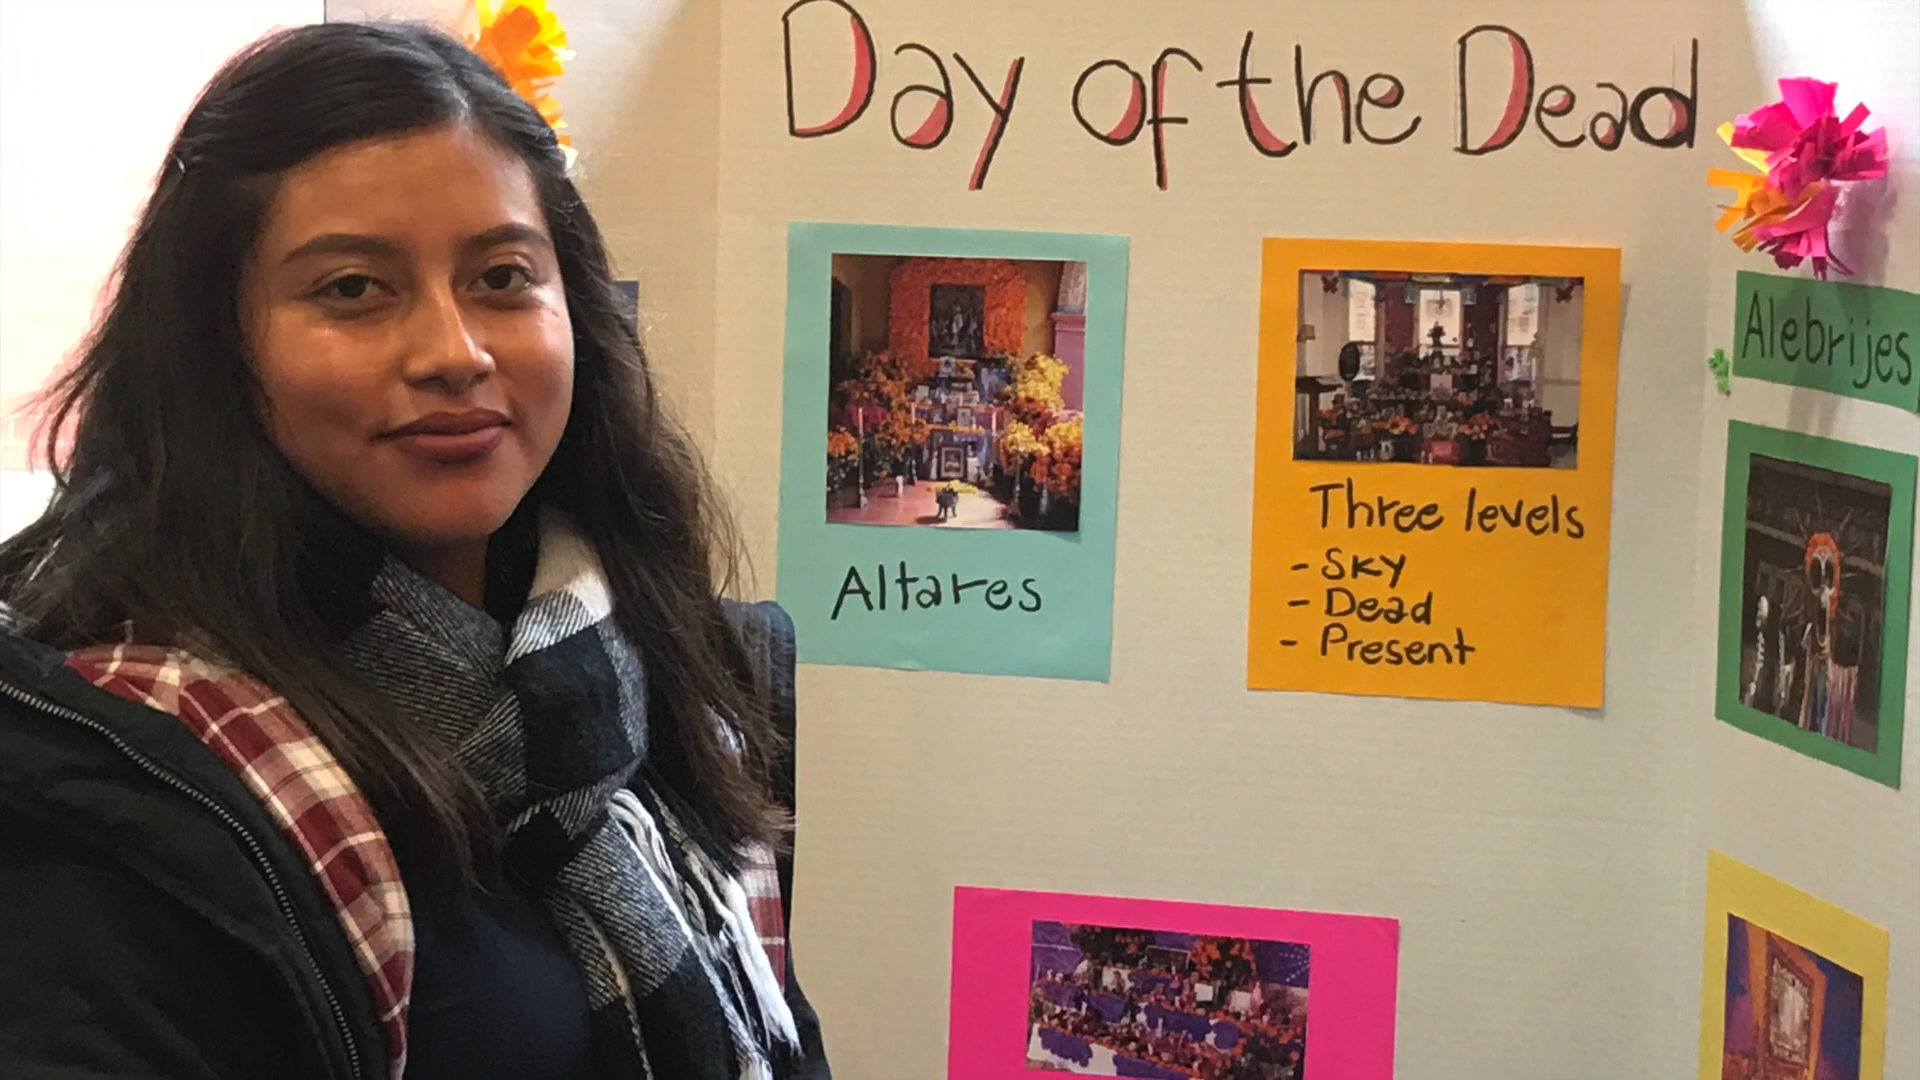 Day of the Dead
Altares
Three levels
- Sky
- Dead
- Present
Alebrijes